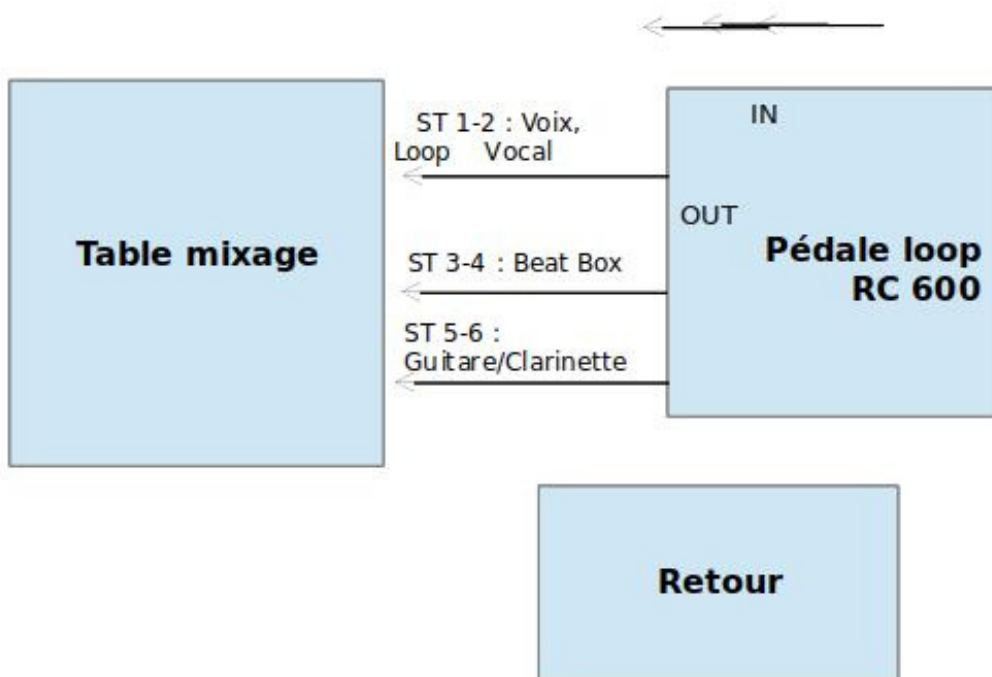 IN
ST 1-2 : Voix,
Loop Vocal
OUT
Table mixage
Pédale loop
RC 600
ST 3-4 : Beat Box
ST 5-6 :
Guitare/Clarinette
Retour